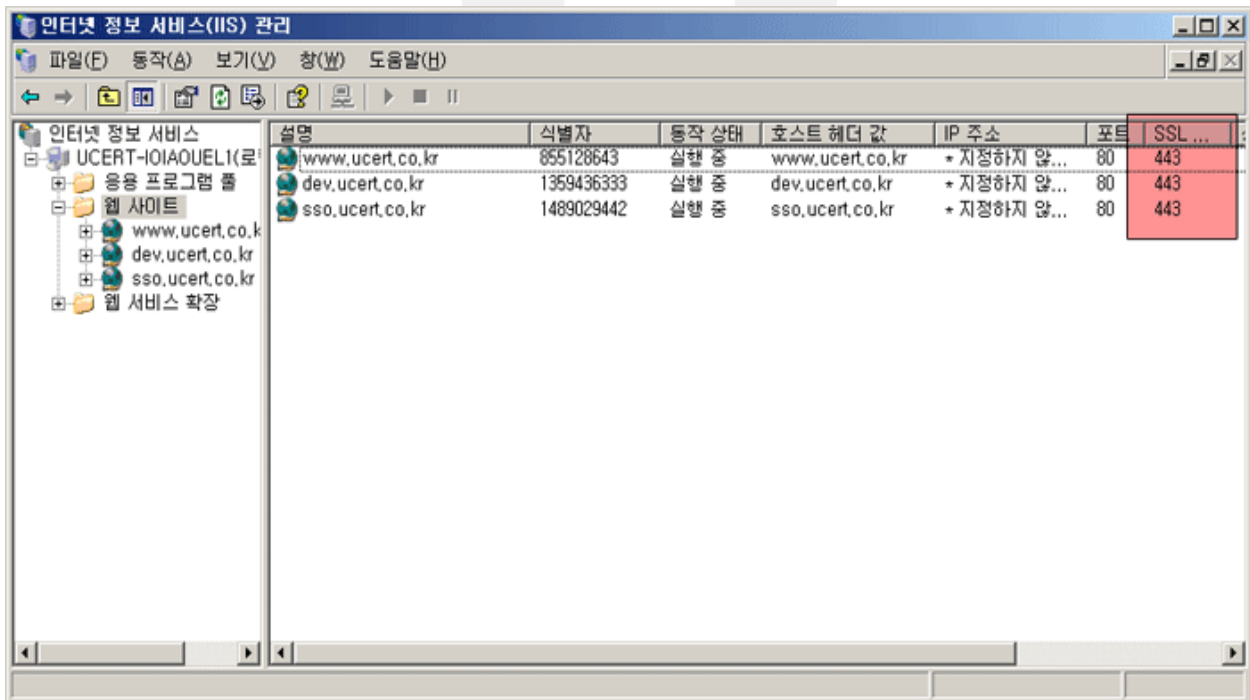 인터넷 정보 서비스(IIS) 관리
파일(F) 동작(A) 보기(V) 창(W) 도움말(H)
인터넷 정보 서비스
UCERT-IOIAOUEL1(로
응용 프로그램 풀
웹 사이트
www.ucert.co.k
dev.ucert.co.kr
sso.ucert.co.kr
웹 서비스 확장
설명 식별자 동작 상태 호스트 헤더 값 IP 주소 포트 SSL ...
www.ucert.co.kr 855128643 실행 중 www.ucert.co.kr * 지정하지 않... 80 443
dev.ucert.co.kr 1359436333 실행 중 dev.ucert.co.kr * 지정하지 않... 80 443
sso.ucert.co.kr 1489029442 실행 중 sso.ucert.co.kr * 지정하지 않... 80 443